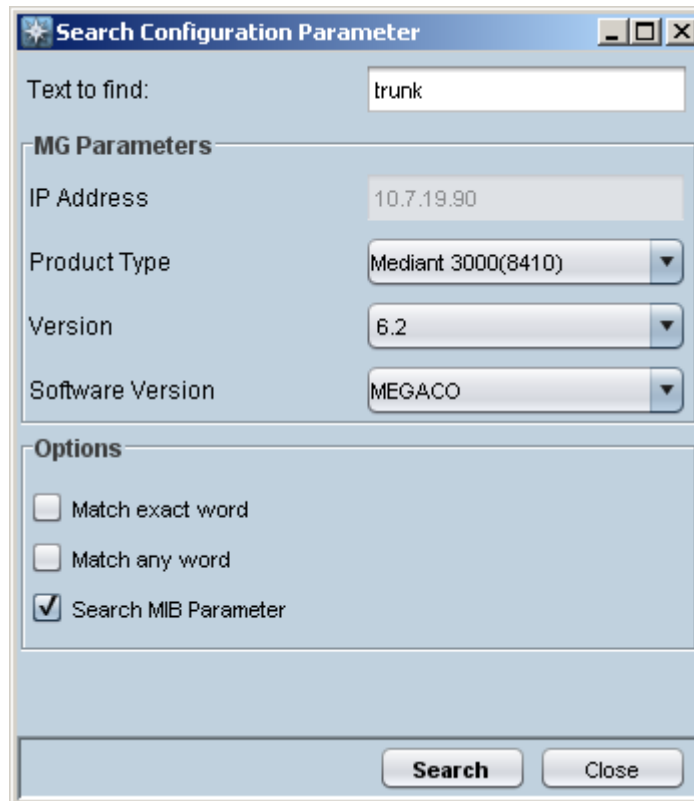 Search Configuration Parameter
Text to find: trunk
MG Parameters
IP Address 10.7.19.90
Product Type Mediant 3000(8410)
Version 6.2
Software Version MEGACO
Options
Match exact word
Match any word
Search MIB Parameter
Search Close